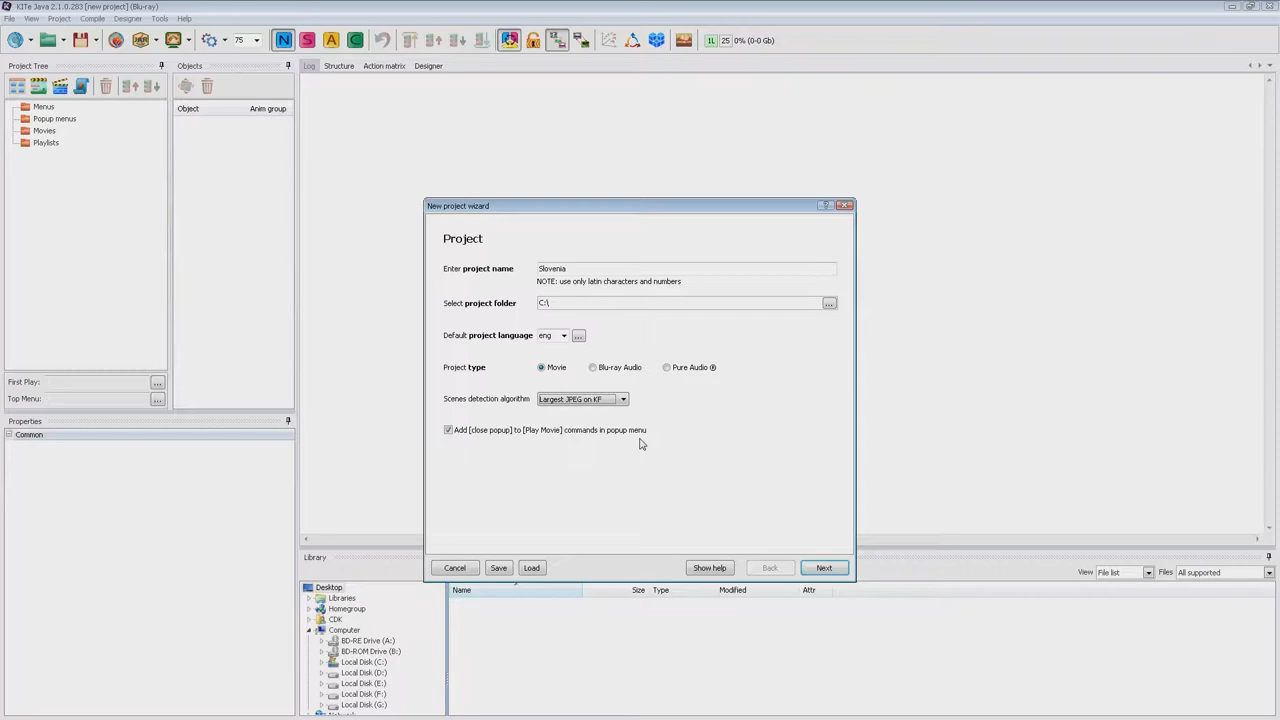 KITe Java 2.1.0.283 [new project] (Blu-ray)
File View Project Compile Designer Tools Help
75 N S A C 1L 25 0% (0-0 Gb)
Project Tree Objects Log Structure Action matrix Designer
Object Anim group
Menus
Popup menus
Movies
Playlists
First Play: ...
Top Menu: ...
Properties
Common
New project wizard
Project
Enter project name Slovenia
NOTE: use only latin characters and numbers
Select project folder C:\ ...
Default project language eng ...
Project type Movie Blu-ray Audio Pure Audio ®
Scenes detection algorithm Largest JPEG on KF
Add [close popup] to [Play Movie] commands in popup menu
Cancel Save Load Show help Back Next
Library View File list Files All supported
Name Size Type Modified Attr
Desktop
Libraries
Homegroup
CDK
Computer
BD-RE Drive (A:)
BD-ROM Drive (B:)
Local Disk (C:)
Local Disk (D:)
Local Disk (E:)
Local Disk (F:)
Local Disk (G:)